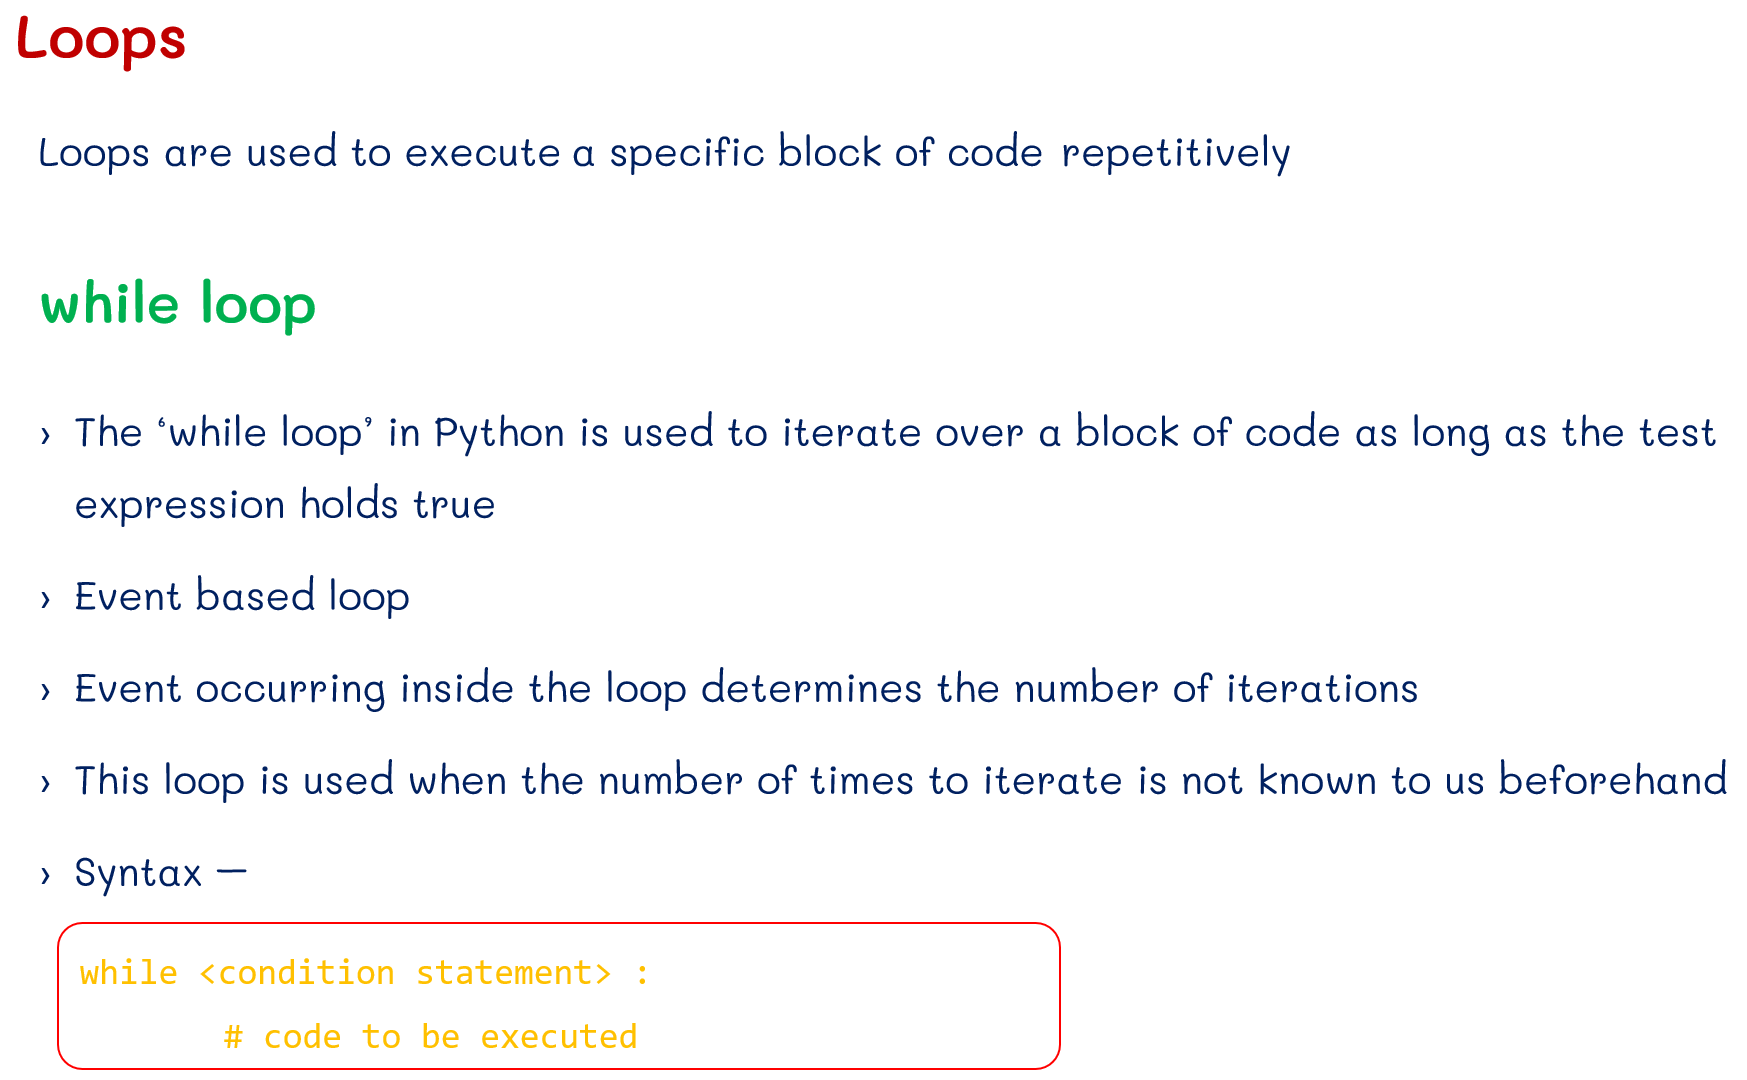 Loops
Loops are used to execute a specific block of code repetitively
while loop
› The ‘while loop’ in Python is used to iterate over a block of code as long as the test
expression holds true
› Event based loop
› Event occurring inside the loop determines the number of iterations
› This loop is used when the number of times to iterate is not known to us beforehand
› Syntax –
while <condition statement> :
# code to be executed